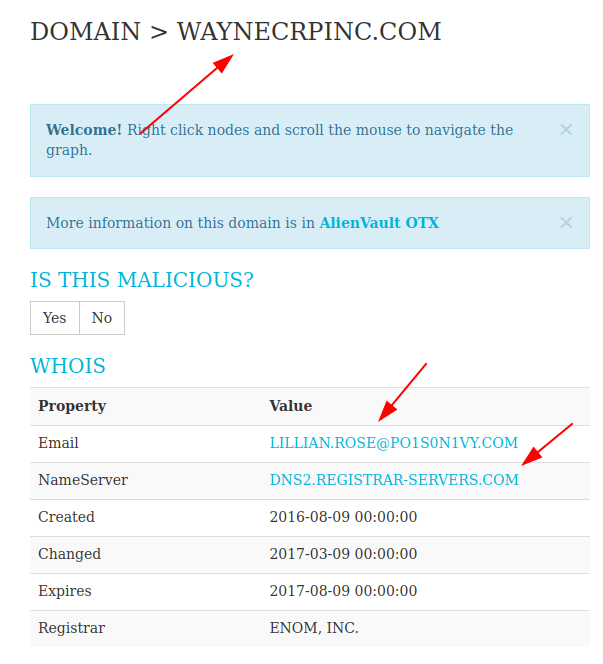 DOMAIN > WAYNECRPINC.COM
Welcome! Right click nodes and scroll the mouse to navigate the
graph.
×
More information on this domain is in AlienVault OTX
×
IS THIS MALICIOUS?
Yes No
WHOIS
Property Value
Email LILLIAN.ROSE@PO1S0N1VY.COM
NameServer DNS2.REGISTRAR-SERVERS.COM
Created 2016-08-09 00:00:00
Changed 2017-03-09 00:00:00
Expires 2017-08-09 00:00:00
Registrar ENOM, INC.